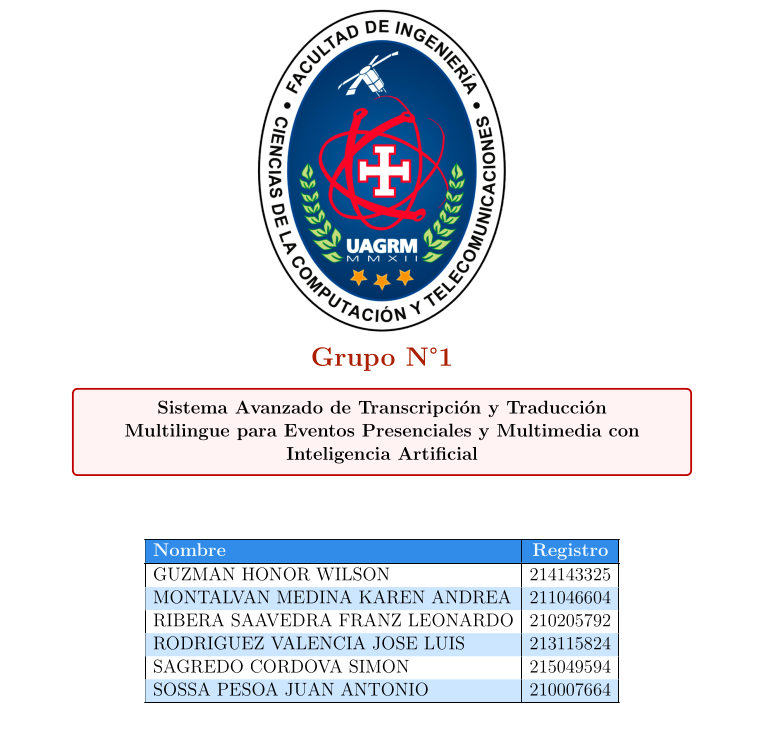 • FACULTAD DE INGENIERÍA •
CIENCIAS DE LA COMPUTACIÓN Y TELECOMUNICACIONES
UAGRM
MMXII
Grupo N°1
Sistema Avanzado de Transcripción y Traducción
Multilingue para Eventos Presenciales y Multimedia con
Inteligencia Artificial
Nombre Registro
GUZMAN HONOR WILSON 214143325
MONTALVAN MEDINA KAREN ANDREA 211046604
RIBERA SAAVEDRA FRANZ LEONARDO 210205792
RODRIGUEZ VALENCIA JOSE LUIS 213115824
SAGREDO CORDOVA SIMON 215049594
SOSSA PESOA JUAN ANTONIO 210007664